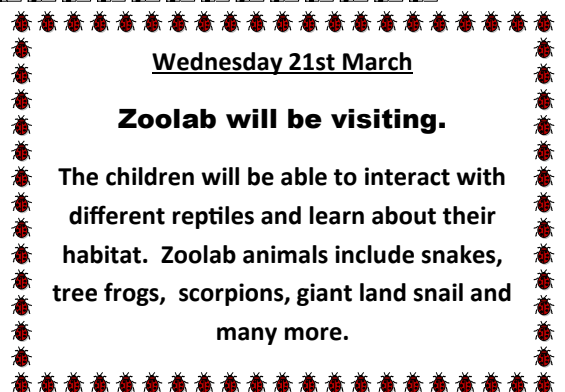 Wednesday 21st March
Zoolab will be visiting.
The children will be able to interact with
different reptiles and learn about their
habitat.  Zoolab animals include snakes,
tree frogs,  scorpions, giant land snail and
many more.